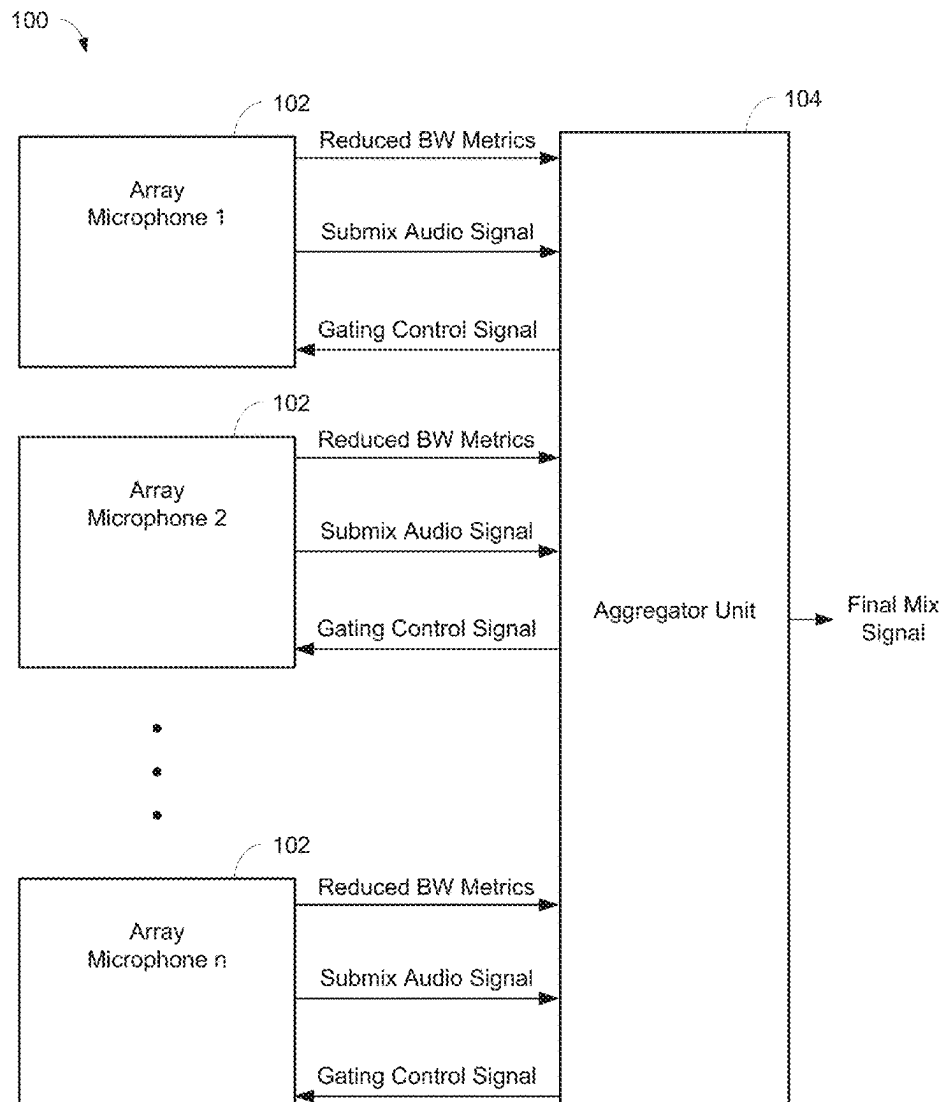 100
102
104
Array
Microphone 1
Reduced BW Metrics
Submix Audio Signal
Gating Control Signal
102
Array
Microphone 2
Reduced BW Metrics
Submix Audio Signal
Gating Control Signal
Aggregator Unit
Final Mix
Signal
102
Array
Microphone n
Reduced BW Metrics
Submix Audio Signal
Gating Control Signal